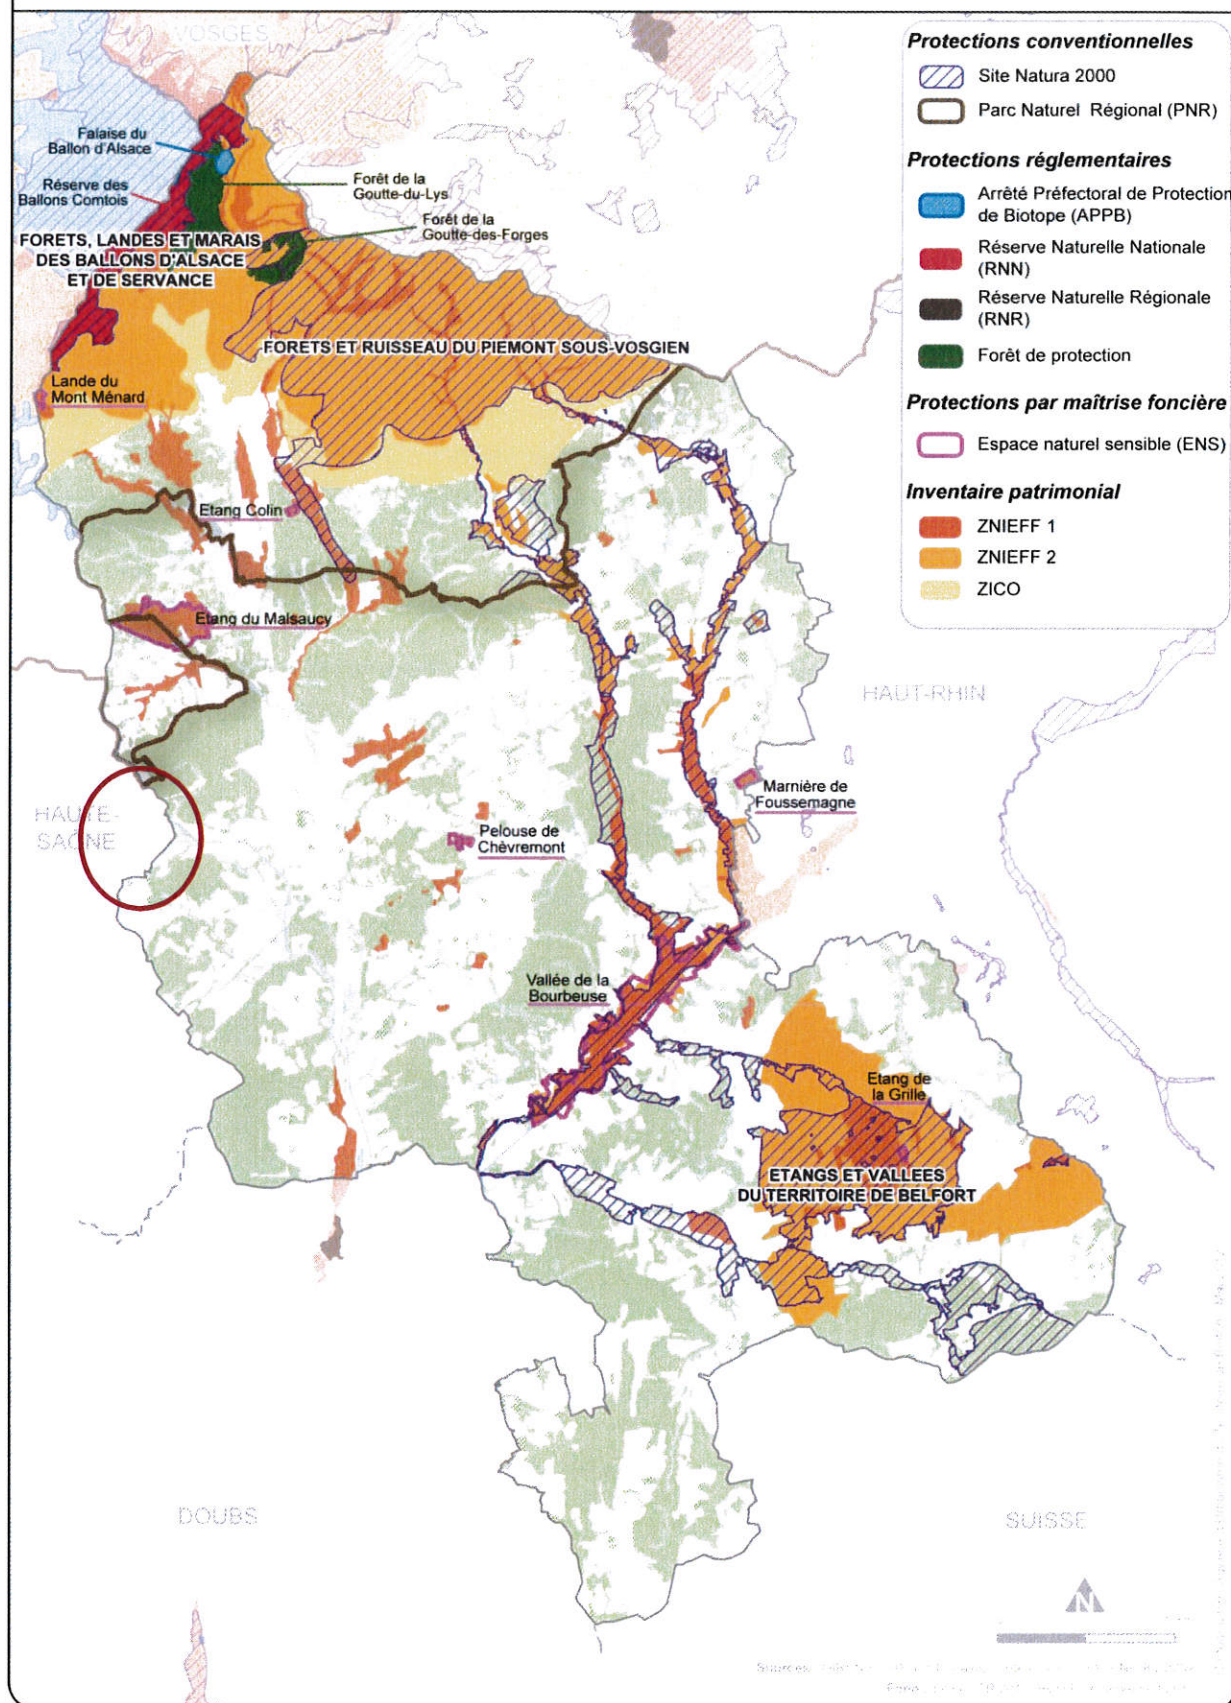 VOSGES
Falaise du
Ballon d'Alsace
Réserve des
Ballons Comtois
Forêt de la
Goutte-du-Lys
Forêt de la
Goutte-des-Forges
FORETS, LANDES ET MARAIS
DES BALLONS D'ALSACE
ET DE SERVANCE
FORETS ET RUISSEAU DU PIEMONT SOUS-VOSGIEN
Lande du
Mont Ménard
Etang Colin
Etang du Malsaucy
HAUT-RHIN
HAUTE-
SAÔNE
Marnière de
Foussemagne
Pelouse de
Chèvremont
Vallée de la
Bourbeuse
Etang de
la Grille
ETANGS ET VALLEES
DU TERRITOIRE DE BELFORT
DOUBS
SUISSE
N
Protections conventionnelles
Site Natura 2000
Parc Naturel Régional (PNR)
Protections réglementaires
Arrêté Préfectoral de Protection
de Biotope (APPB)
Réserve Naturelle Nationale
(RNN)
Réserve Naturelle Régionale
(RNR)
Forêt de protection
Protections par maîtrise foncière
Espace naturel sensible (ENS)
Inventaire patrimonial
ZNIEFF 1
ZNIEFF 2
ZICO
Sources